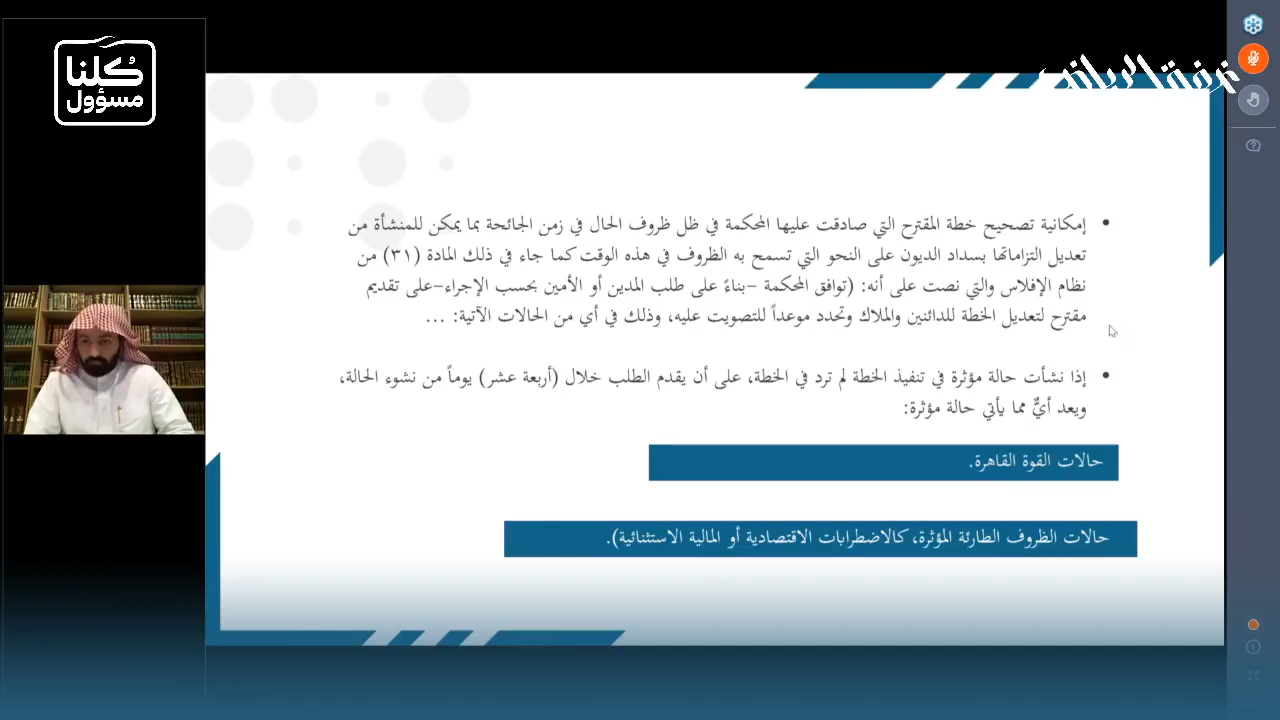 كُلنا
مسؤول
غرفة الرياض
إمكانية تصحيح خطة المقترح التي صادقت عليها المحكمة في ظل ظروف الحال في زمن الجائحة بما يمكن للمنشأة من
تعديل التزاماتها بسداد الديون على النحو التي تسمح به الظروف في هذه الوقت كما جاء في ذلك المادة (٣١) من
نظام الإفلاس والتي نصت على أنه: (توافق المحكمة -بناءً على طلب المدين أو الأمين بحسب الإجراء-على تقديم
مقترح لتعديل الخطة للدائنين والملاك وتحدد موعداً للتصويت عليه، وذلك في أي من الحالات الآتية: ...
إذا نشأت حالة مؤثرة في تنفيذ الخطة لم ترد في الخطة، على أن يقدم الطلب خلال (أربعة عشر) يوماً من نشوء الحالة،
ويعد أيٌّ مما يأتي حالة مؤثرة:
حالات القوة القاهرة.
حالات الظروف الطارئة المؤثرة، كالاضطرابات الاقتصادية أو المالية الاستثنائية).